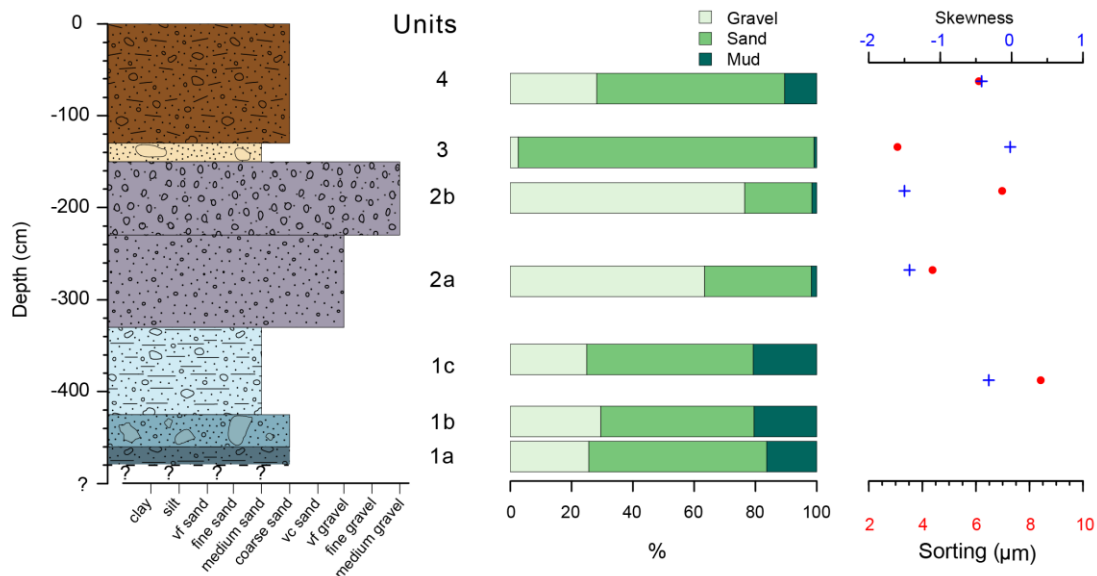 Units
Gravel
Sand
Mud
Skewness
-2 -1 0 1
0
-100
-200
-300
-400
?
Depth (cm)
4
3
2b
2a
1c
1b
1a
? ? ? ?
clay
silt
vf sand
fine sand
medium sand
coarse sand
vc sand
vf gravel
fine gravel
medium gravel
0 20 40 60 80 100
%
2 4 6 8 10
Sorting (µm)